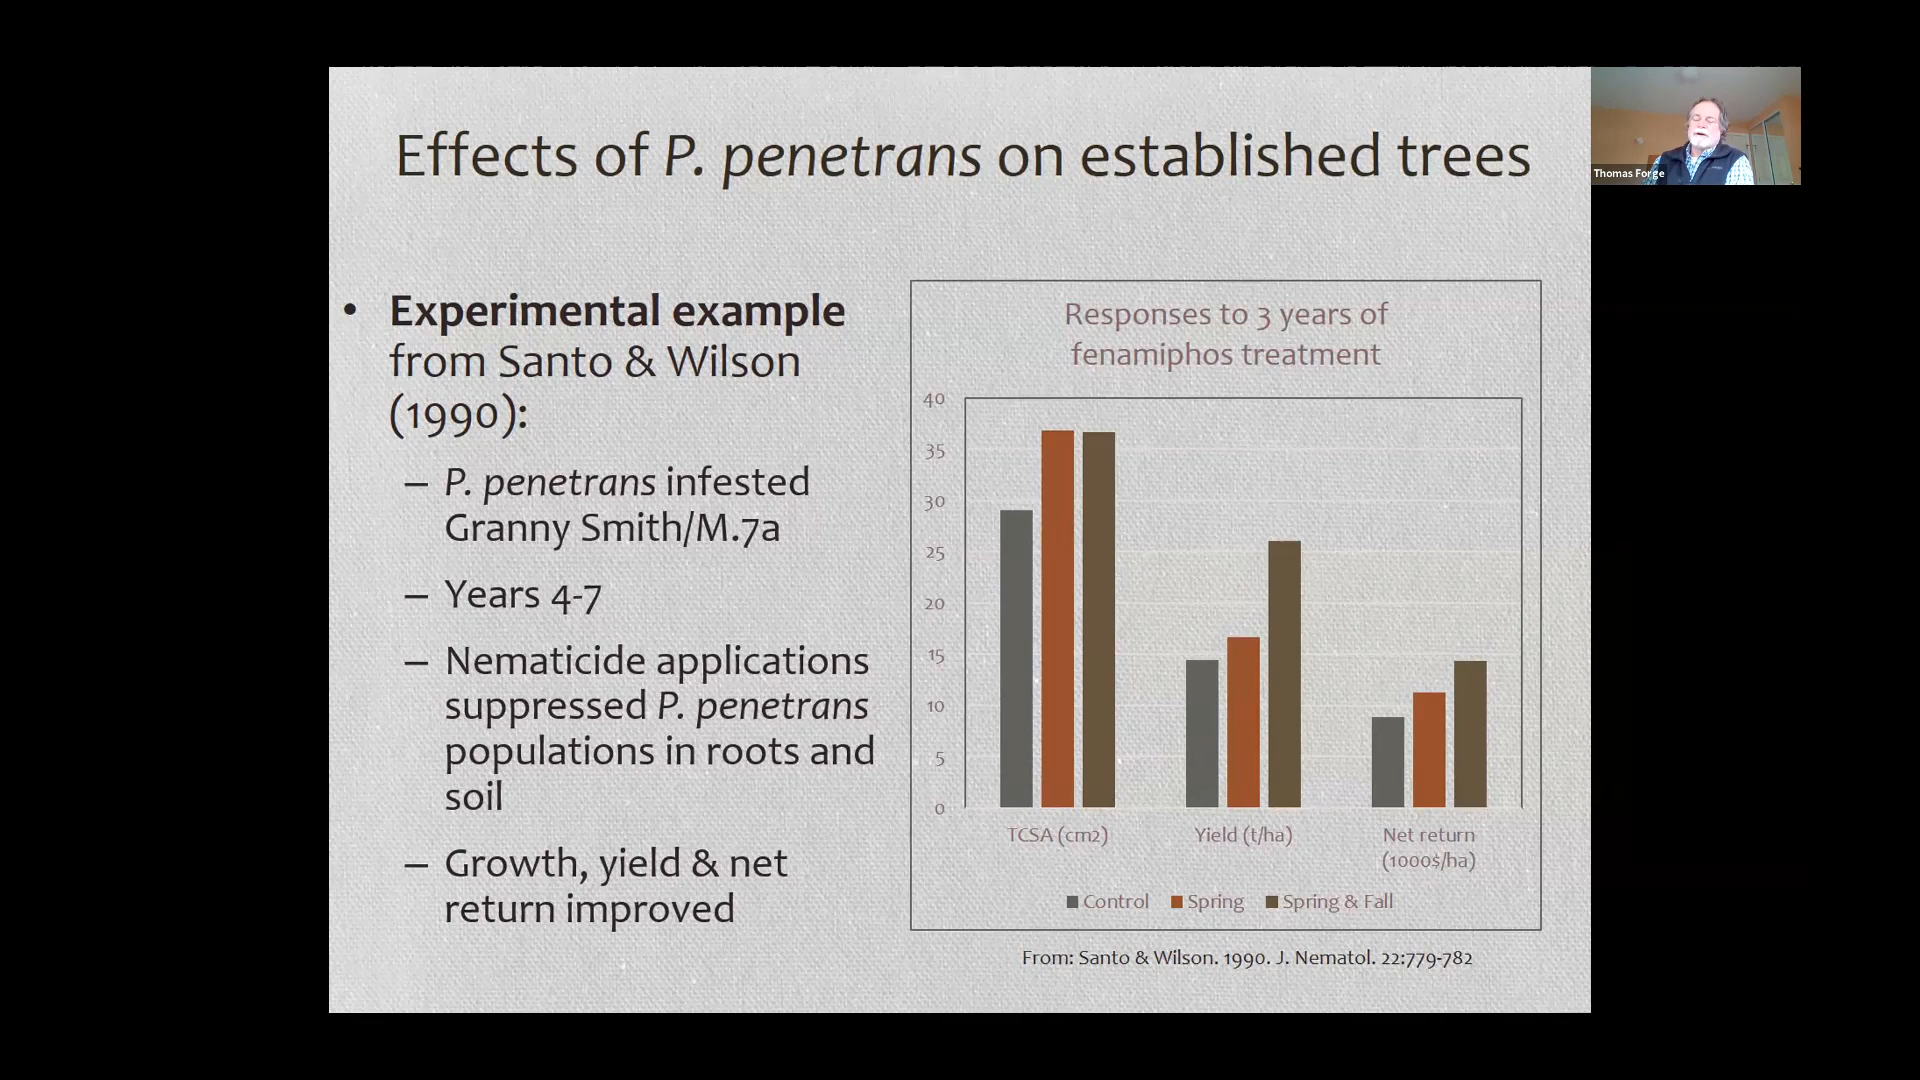 Effects of P. penetrans on established trees
Thomas Forge
• Experimental example
from Santo & Wilson
(1990):
– P. penetrans infested
Granny Smith/M.7a
– Years 4-7
– Nematicide applications
suppressed P. penetrans
populations in roots and
soil
– Growth, yield & net
return improved
Responses to 3 years of
fenamiphos treatment
40
35
30
25
20
15
10
5
0
TCSA (cm2) Yield (t/ha) Net return
(1000$/ha)
Control Spring Spring & Fall
From: Santo & Wilson. 1990. J. Nematol. 22:779-782